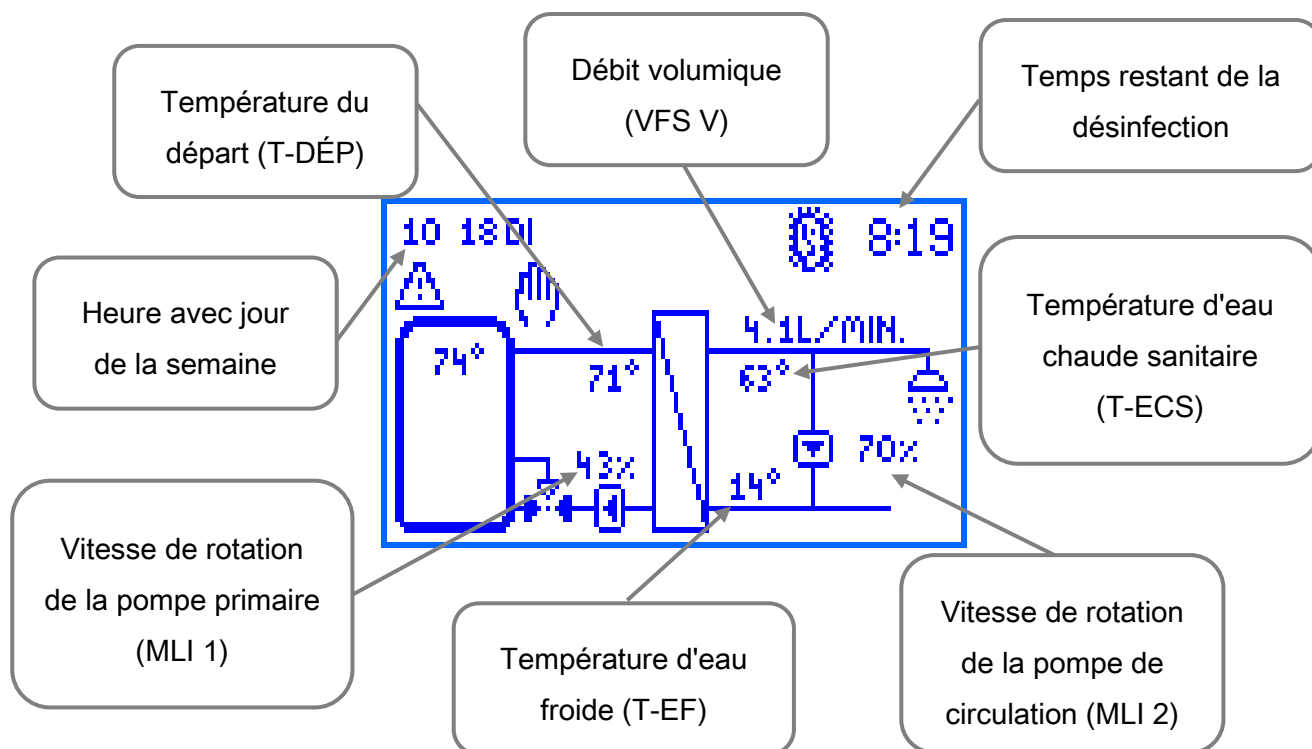 Température du
départ (T-DÉP)
Débit volumique
(VFS V)
Temps restant de la
désinfection
Heure avec jour
de la semaine
10 18 DI
8:19
4.1L/MIN.
74°
71°
63°
43%
14°
70%
Température d'eau
chaude sanitaire
(T-ECS)
Vitesse de rotation
de la pompe primaire
(MLI 1)
Température d'eau
froide (T-EF)
Vitesse de rotation
de la pompe de
circulation (MLI 2)